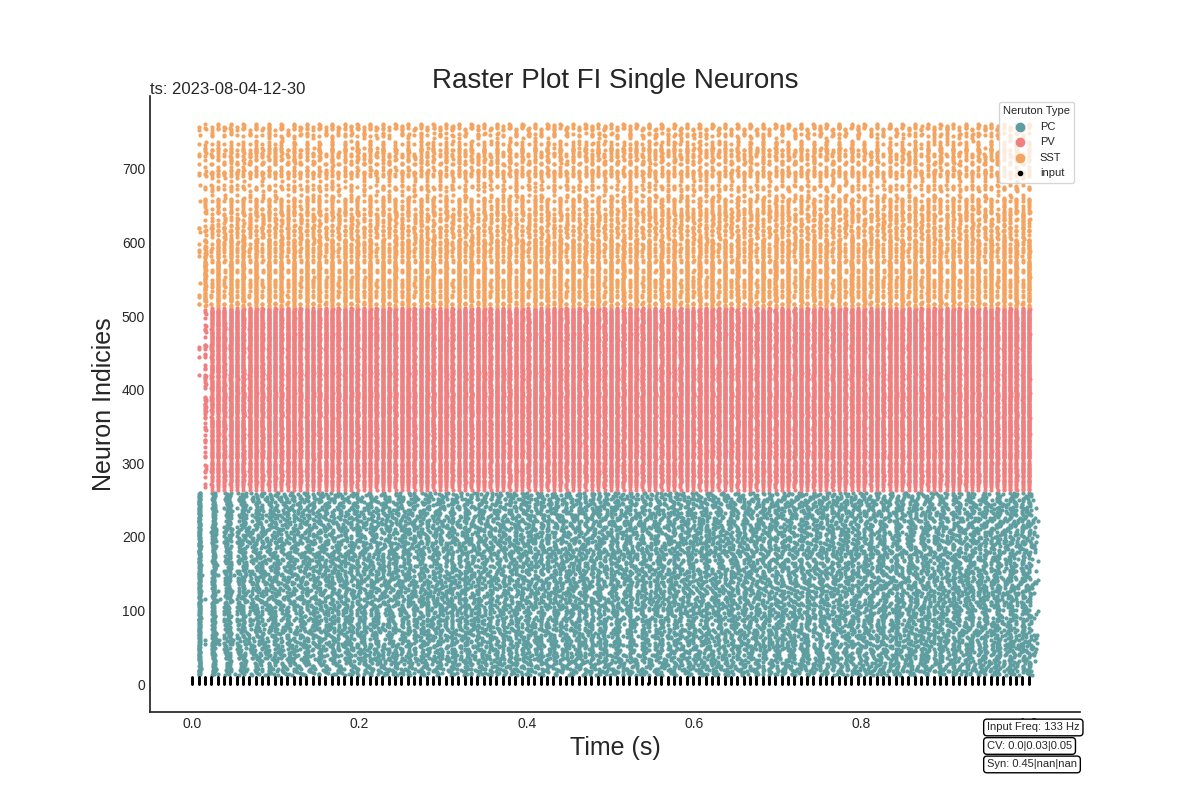 Raster Plot FI Single Neurons
ts: 2023-08-04-12-30
Neruton Type
PC
PV
SST
input
Neuron Indicies
700
600
500
400
300
200
100
0
0.0
0.2
0.4
0.6
0.8
Time (s)
Input Freq: 133 Hz
CV: 0.0|0.03|0.05
Syn: 0.45|nan|nan